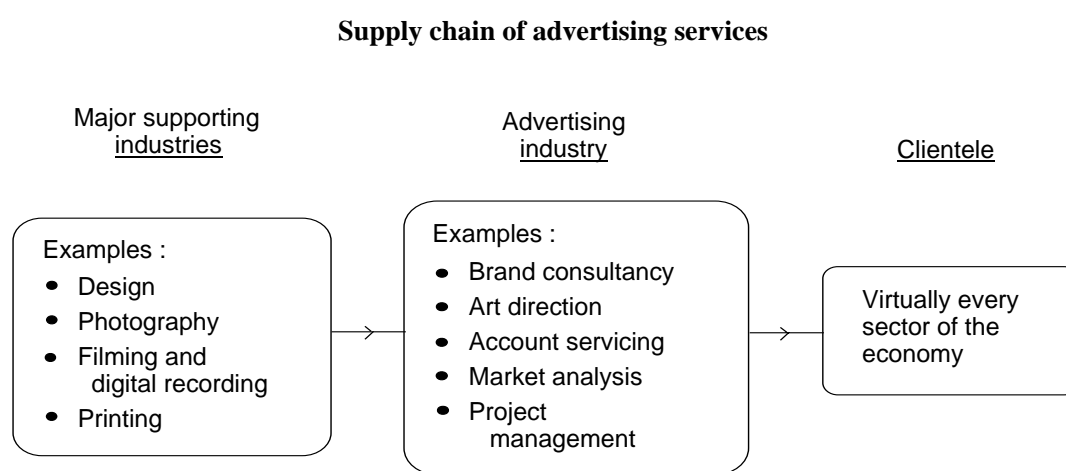 Supply chain of advertising services
Major supporting
industries
Advertising
industry
Clientele
Examples :
• Design
• Photography
• Filming and
digital recording
• Printing
Examples :
• Brand consultancy
• Art direction
• Account servicing
• Market analysis
• Project
management
Virtually every
sector of the
economy